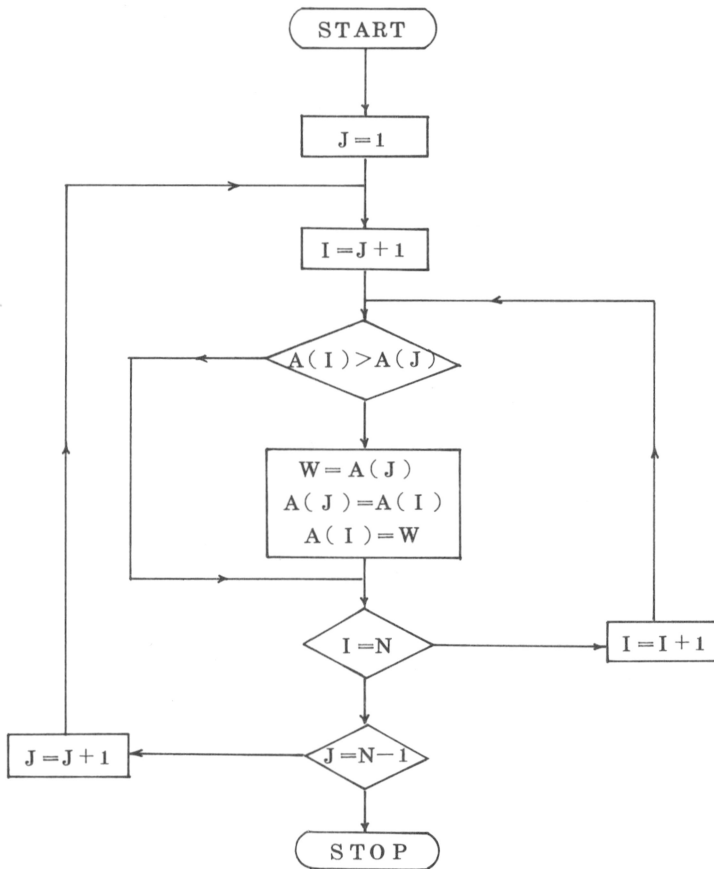 START
J=1
I=J+1
A(I)>A(J)
W=A(J)
A(J)=A(I)
A(I)=W
I=N
I=I+1
J=J+1
J=N-1
STOP